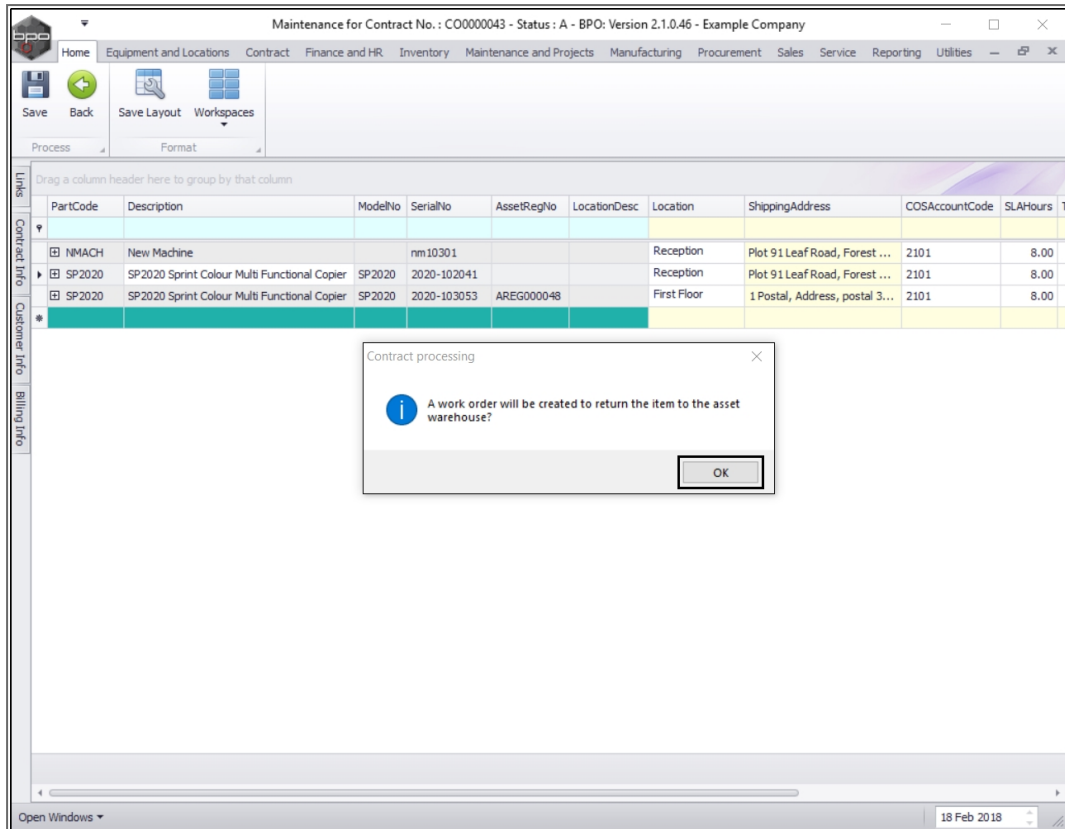 bpo
Maintenance for Contract No. : CO0000043 - Status : A - BPO: Version 2.1.0.46 - Example Company
Home Equipment and Locations Contract Finance and HR Inventory Maintenance and Projects Manufacturing Procurement Sales Service Reporting Utilities
Save Back Save Layout Workspaces
Process Format
Links
Contract Info
Customer Info
Billing Info
Drag a column header here to group by that column
PartCode Description ModelNo SerialNo AssetRegNo LocationDesc Location ShippingAddress COSAccountCode SLAHours T
NMACH New Machine nm10301 Reception Plot 91 Leaf Road, Forest ... 2101 8.00
SP2020 SP2020 Sprint Colour Multi Functional Copier SP2020 2020-102041 Reception Plot 91 Leaf Road, Forest ... 2101 8.00
SP2020 SP2020 Sprint Colour Multi Functional Copier SP2020 2020-103053 AREG000048 First Floor 1 Postal, Address, postal 3... 2101 8.00
Contract processing
A work order will be created to return the item to the asset
warehouse?
OK
Open Windows 18 Feb 2018